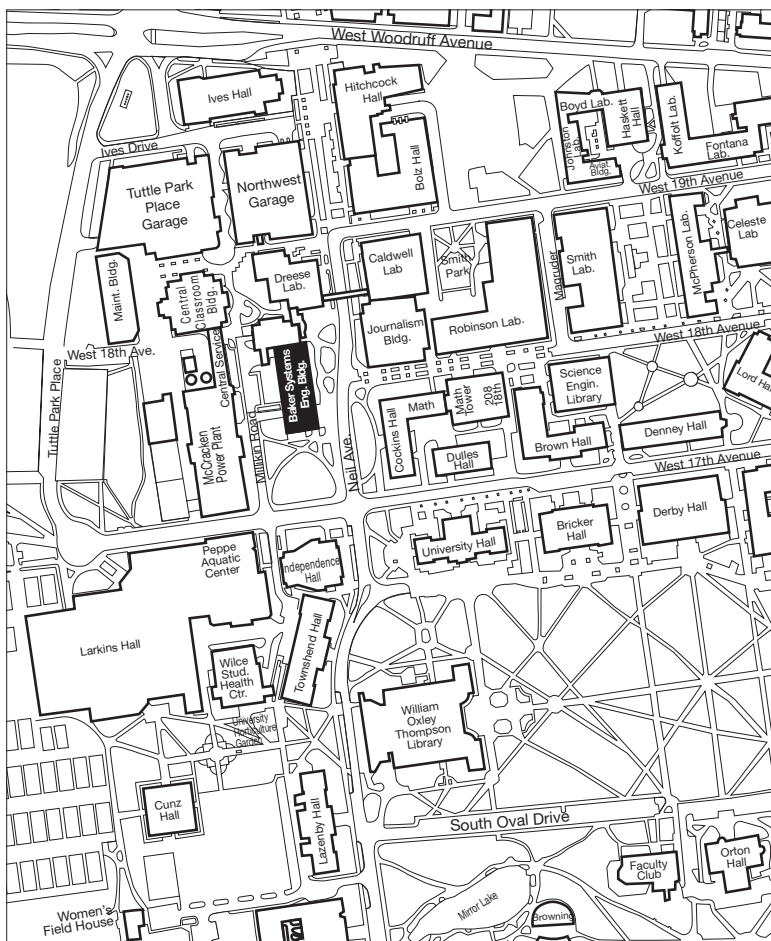 West Woodruff Avenue
Ives Hall
Hitchcock
Hall
Boyd Lab.
Haskett
Hall
Koffolt Lab.
Johnston
Lab.
Aviat.
Bldg.
Fontana
Lab.
Ives Drive
Bolz Hall
Tuttle Park
Place
Garage
Northwest
Garage
West 19th Avenue
McPherson Lab.
Celeste
Lab
Maint. Bldg.
Central
Classroom
Bldg.
Dreese
Lab.
Caldwell
Lab
Smith
Park
Magruder
Smith
Lab.
Journalism
Bldg.
Robinson Lab.
West 18th Avenue
West 18th Ave.
Central Service
Baker Systems
Eng. Bldg.
Tuttle Park Place
McCracken
Power Plant
Millikin Road
Neil Ave.
Cockins Hall
Math
Math
Tower
208
18th
Science
Engin.
Library
Lord Ha
Dulles
Hall
Brown Hall
Denney Hall
West 17th Avenue
Peppe
Aquatic
Center
Independence
Hall
University Hall
Bricker
Hall
Derby Hall
Larkins Hall
Wilce
Stud.
Health
Ctr.
Townshend Hall
University
Horticulture
Garden
William
Oxley
Thompson
Library
Cunz
Hall
Lazenby Hall
South Oval Drive
Faculty
Club
Orton
Hall
Mirror Lake
Browning
Women's
Field House